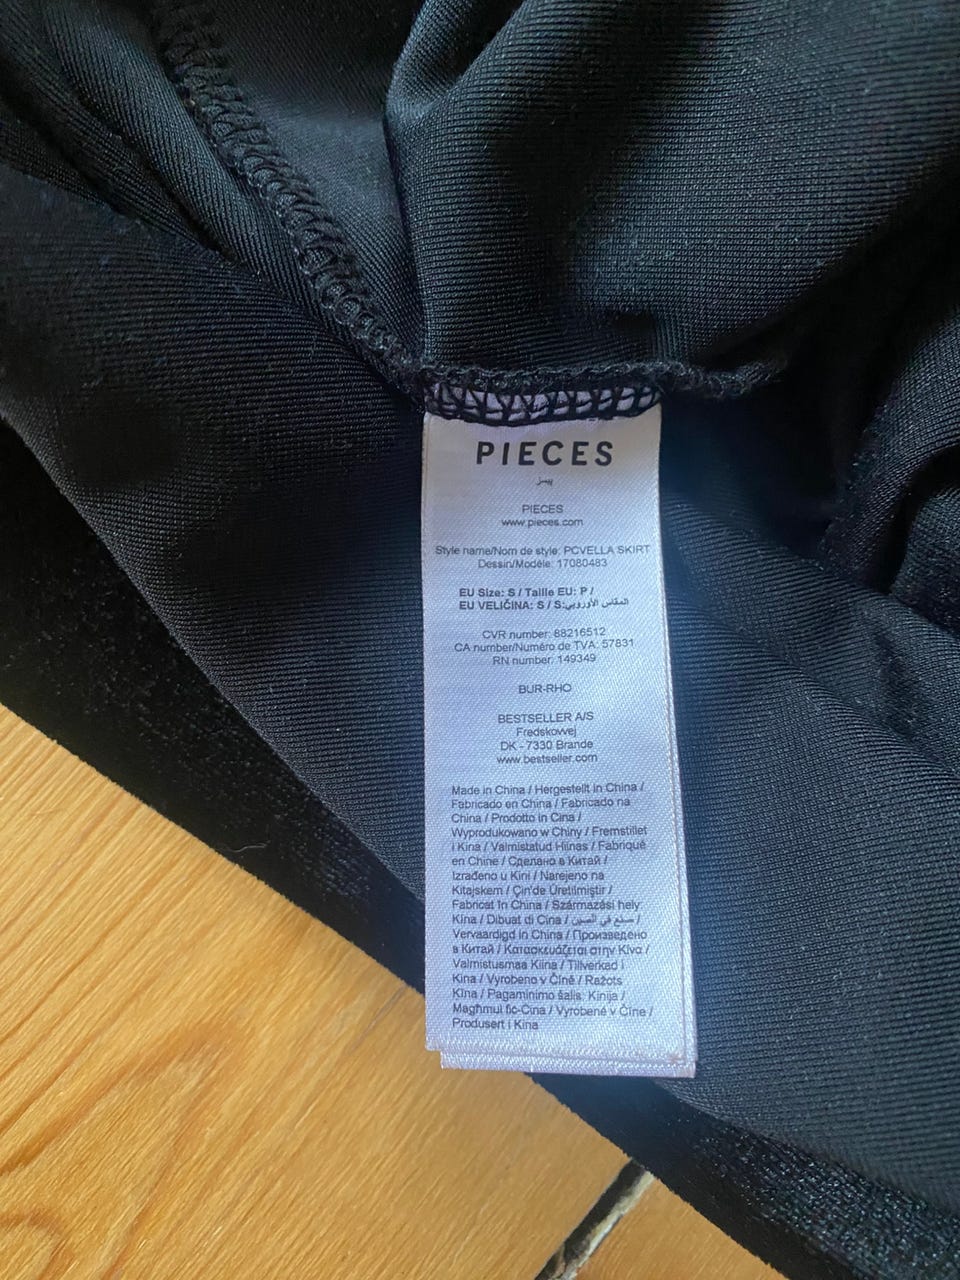 PIECES
پيسز
PIECES
www.pieces.com
Style name/Nom de style: PCVELLA SKIRT
Dessin/Modèle: 17080483
EU Size: S / Taille EU: P /
EU VELIČINA: S / S:المقاس الأوروبي
CVR number: 88216512
CA number/Numéro de TVA: 57831
RN number: 149349
BUR-RHO
BESTSELLER A/S
Fredskovvej
DK - 7330 Brande
www.bestseller.com
Made in China / Hergestellt in China /
Fabricado en China / Fabricado na
China / Prodotto in Cina /
Wyprodukowano w Chiny / Fremstillet
i Kina / Valmistatud Hiinas / Fabriqué
en Chine / Сделано в Китай /
Izrađeno u Kini / Narejeno na
Kitajskem / Çin'de Üretilmiştir /
Fabricat în China / Származási hely:
Kína / Dibuat di Cina / صنع في الصين /
Vervaardigd in China / Произведено
в Китай / Κατασκευάζεται στην Κίνα /
Valmistusmaa Kiina / Tillverkad i
Kina / Vyrobeno v Číně / Ražots
Ķīna / Pagaminimo šalis: Kinija /
Magħmul fiċ-Ċina / Vyrobené v Číne /
Produsert i Kina